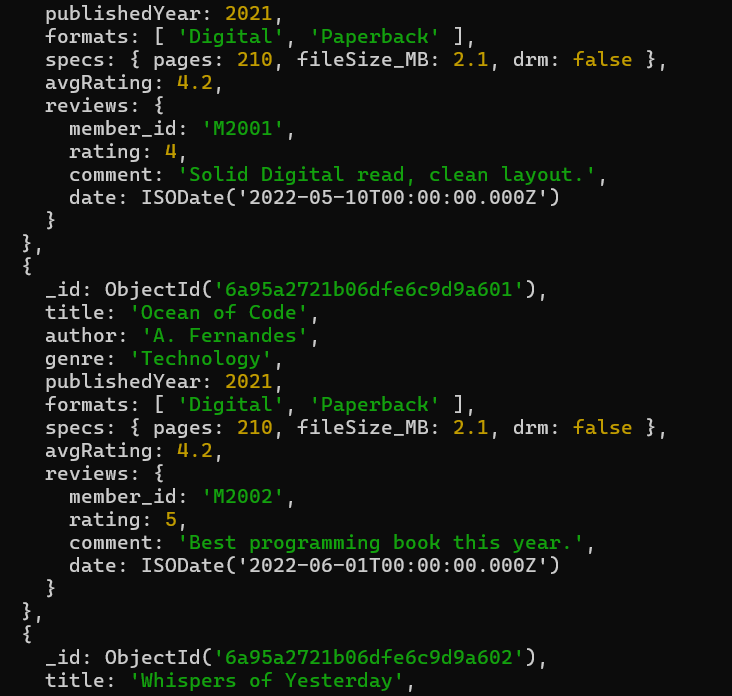 publishedYear: 2021,
formats: [ 'Digital', 'Paperback' ],
specs: { pages: 210, fileSize_MB: 2.1, drm: false },
avgRating: 4.2,
reviews: {
member_id: 'M2001',
rating: 4,
comment: 'Solid Digital read, clean layout.',
date: ISODate('2022-05-10T00:00:00.000Z')
}
},
{
_id: ObjectId('6a95a2721b06dfe6c9d9a601'),
title: 'Ocean of Code',
author: 'A. Fernandes',
genre: 'Technology',
publishedYear: 2021,
formats: [ 'Digital', 'Paperback' ],
specs: { pages: 210, fileSize_MB: 2.1, drm: false },
avgRating: 4.2,
reviews: {
member_id: 'M2002',
rating: 5,
comment: 'Best programming book this year.',
date: ISODate('2022-06-01T00:00:00.000Z')
}
},
{
_id: ObjectId('6a95a2721b06dfe6c9d9a602'),
title: 'Whispers of Yesterday',